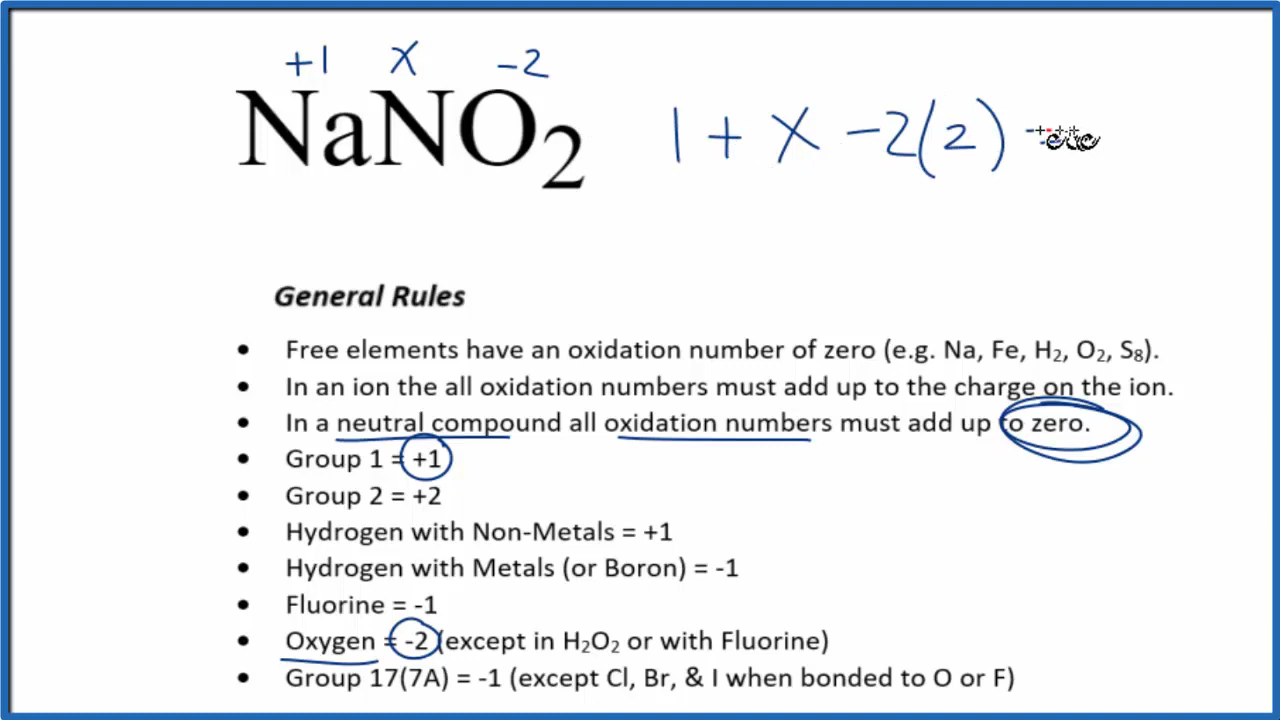 +1 x -2
NaNO₂ 1 + x -2(2)
General Rules
• Free elements have an oxidation number of zero (e.g. Na, Fe, H₂, O₂, S₈).
• In an ion the all oxidation numbers must add up to the charge on the ion.
• In a neutral compound all oxidation numbers must add up to zero.
• Group 1 = +1
• Group 2 = +2
• Hydrogen with Non-Metals = +1
• Hydrogen with Metals (or Boron) = -1
• Fluorine = -1
• Oxygen = -2 (except in H₂O₂ or with Fluorine)
• Group 17(7A) = -1 (except Cl, Br, & I when bonded to O or F)